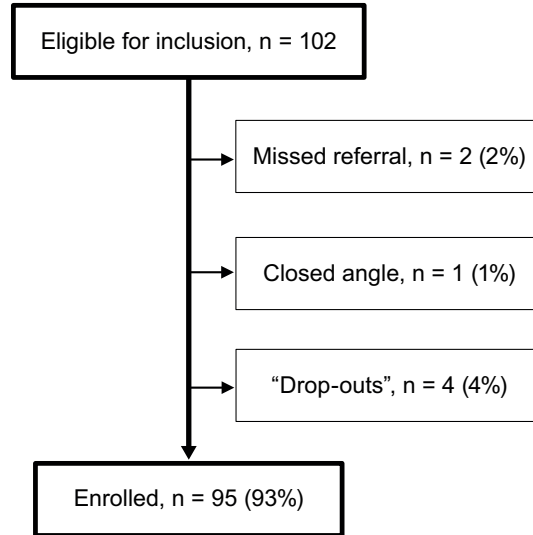 Eligible for inclusion, n = 102
Missed referral, n = 2 (2%)
Closed angle, n = 1 (1%)
“Drop-outs”, n = 4 (4%)
Enrolled, n = 95 (93%)